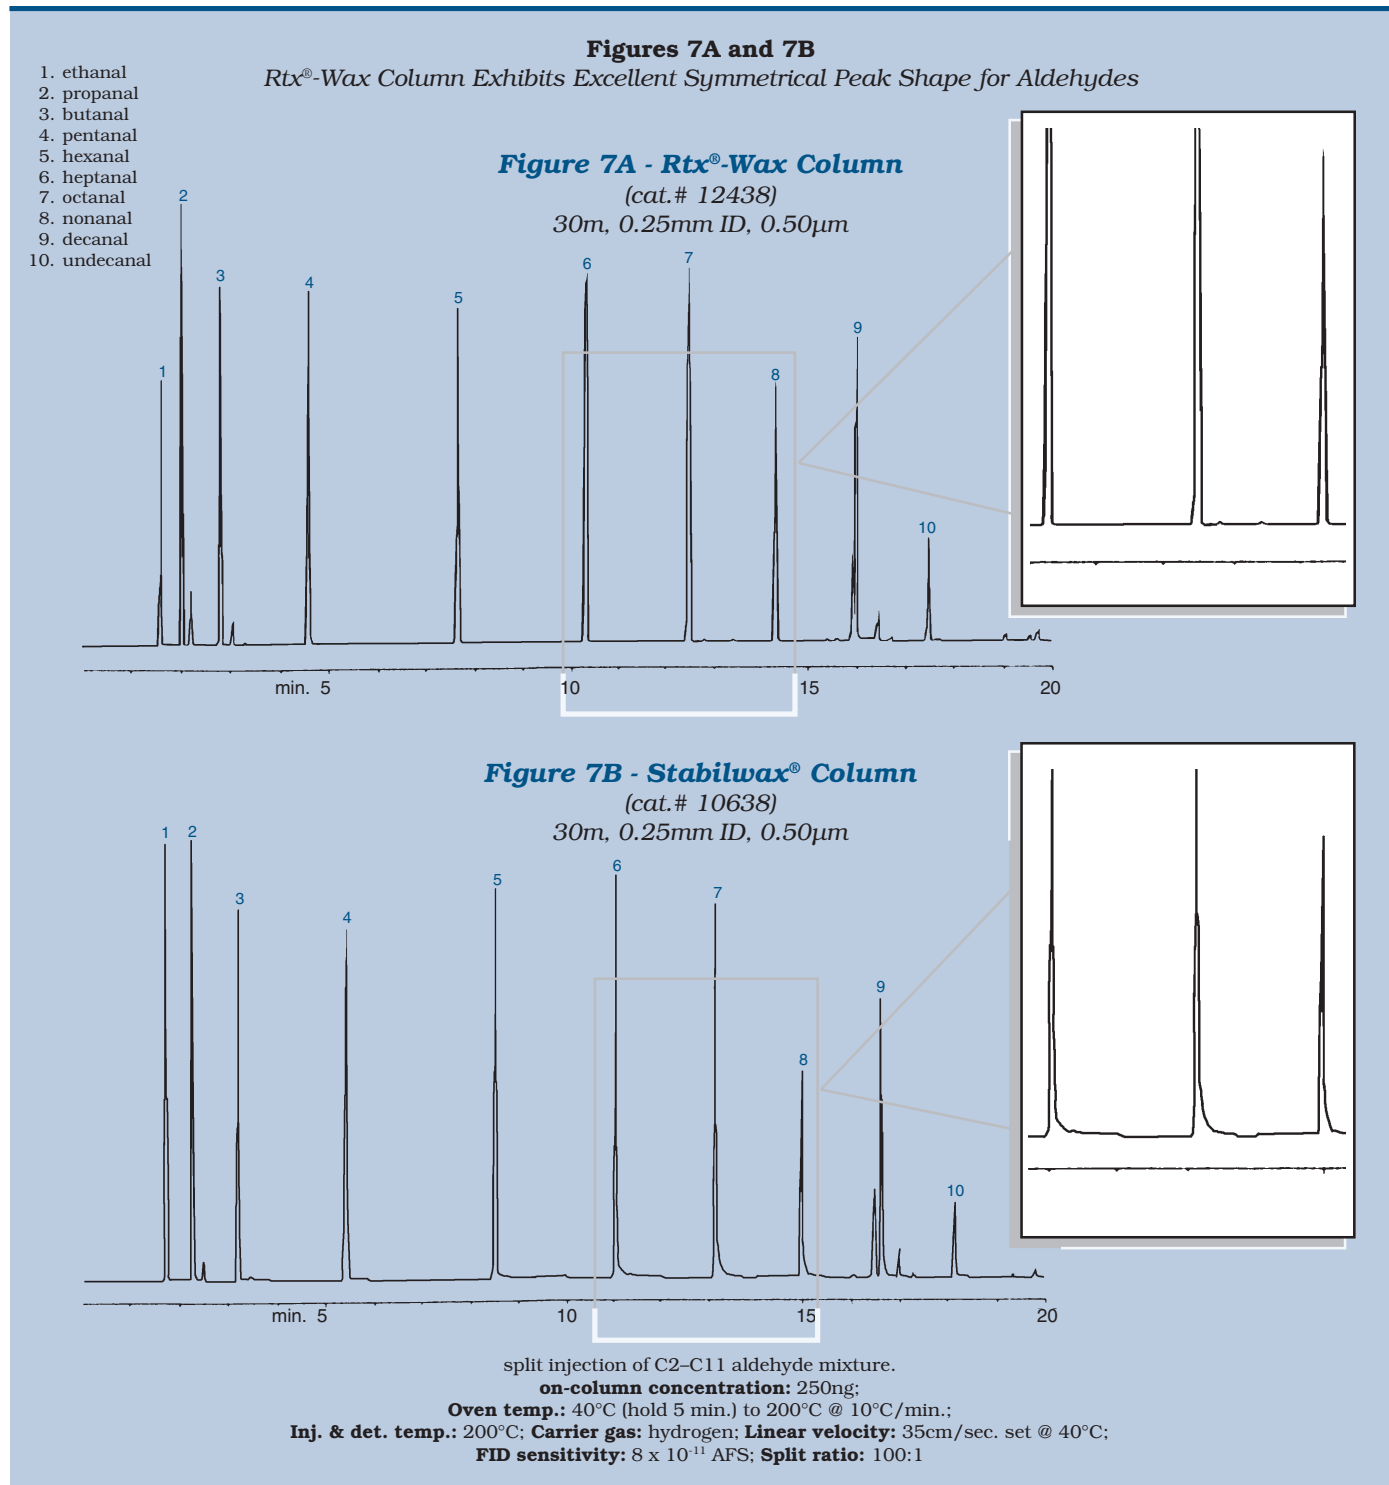 Figures 7A and 7B
Rtx®-Wax Column Exhibits Excellent Symmetrical Peak Shape for Aldehydes
1. ethanal
2. propanal
3. butanal
4. pentanal
5. hexanal
6. heptanal
7. octanal
8. nonanal
9. decanal
10. undecanal
Figure 7A - Rtx®-Wax Column
(cat.# 12438)
30m, 0.25mm ID, 0.50µm
1
2
3
4
5
6
7
8
9
10
min. 5 10 15 20
Figure 7B - Stabilwax® Column
(cat.# 10638)
30m, 0.25mm ID, 0.50µm
1
2
3
4
5
6
7
8
9
10
min. 5 10 15 20
split injection of C2–C11 aldehyde mixture.
on-column concentration: 250ng;
Oven temp.: 40°C (hold 5 min.) to 200°C @ 10°C/min.;
Inj. & det. temp.: 200°C; Carrier gas: hydrogen; Linear velocity: 35cm/sec. set @ 40°C;
FID sensitivity: 8 x 10⁻¹¹ AFS; Split ratio: 100:1